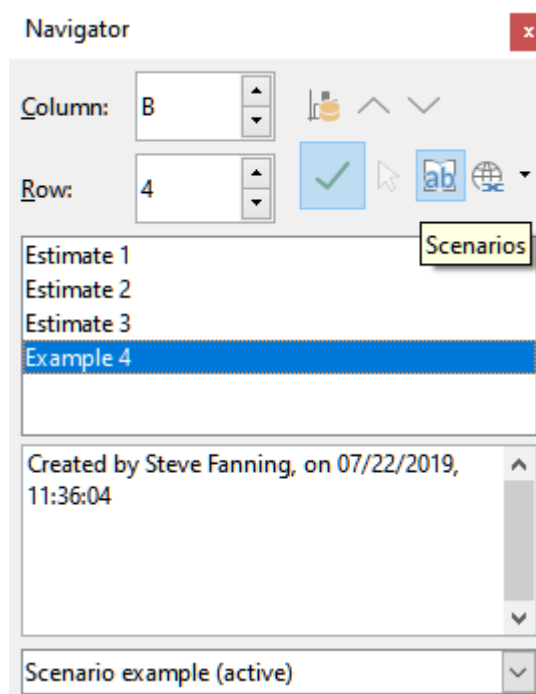 Navigator
x
Column: B
Row: 4
ab
Scenarios
Estimate 1
Estimate 2
Estimate 3
Example 4
Created by Steve Fanning, on 07/22/2019,
11:36:04
Scenario example (active)